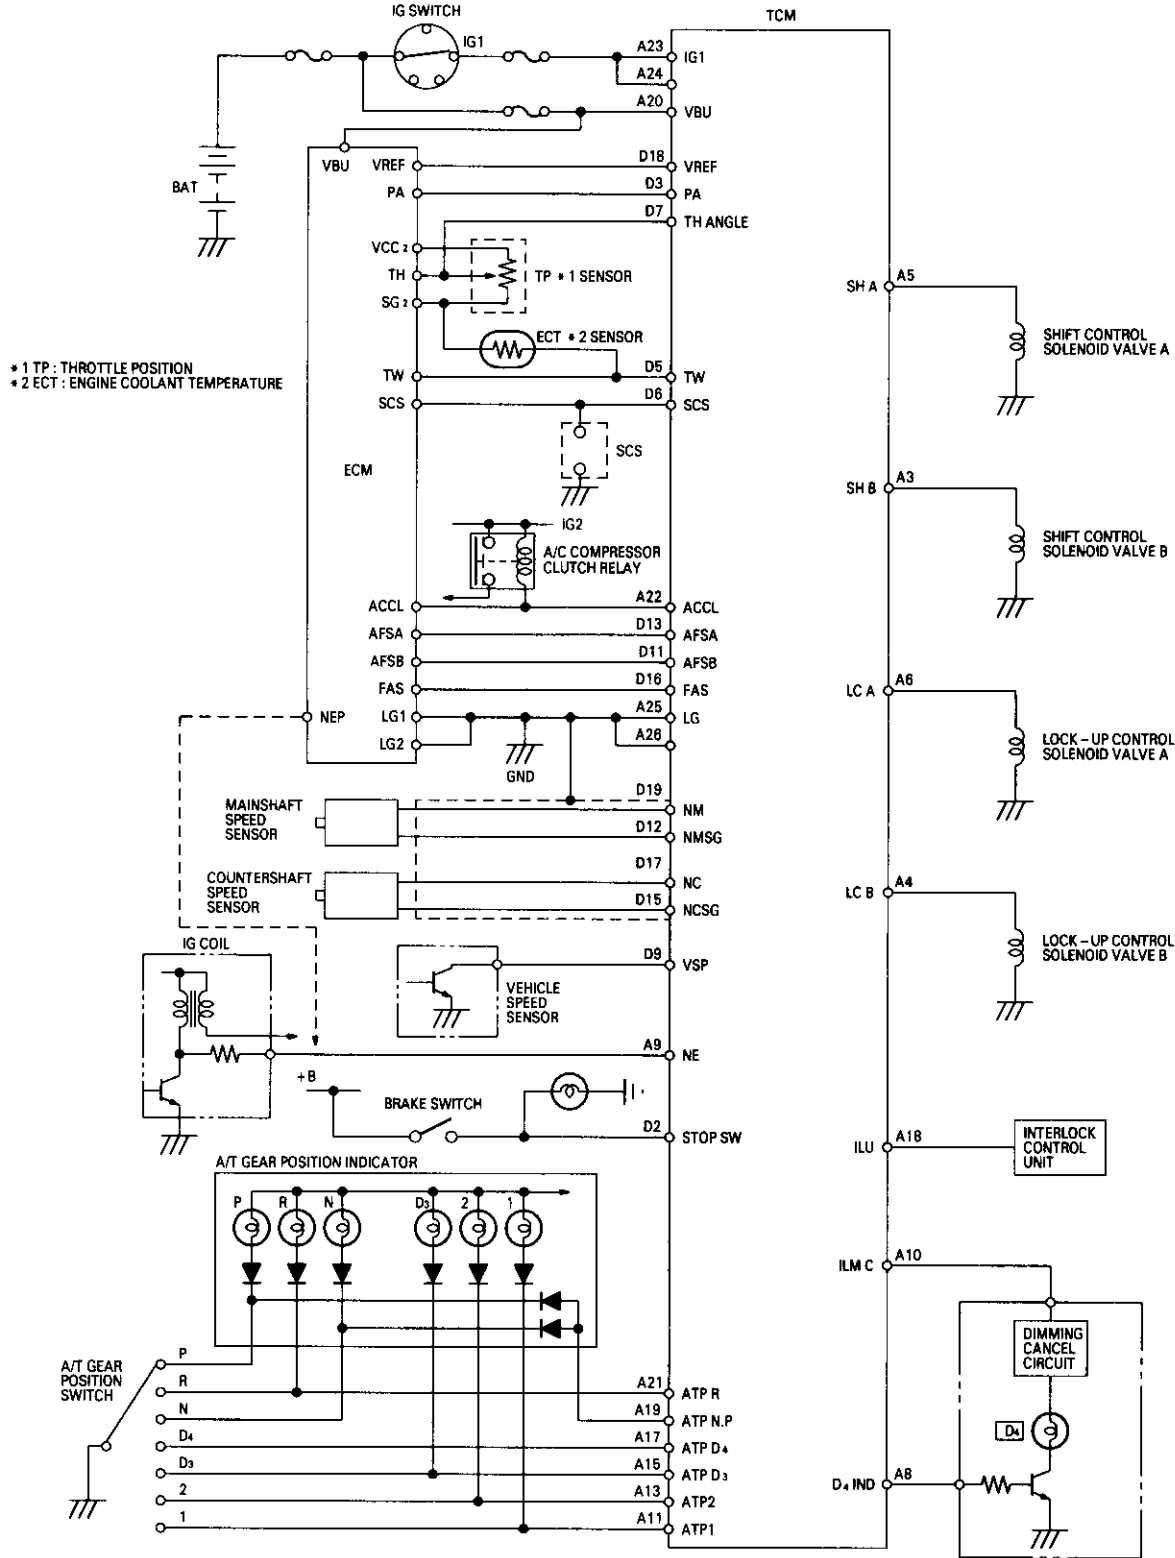 IG SWITCH
TCM
IG1
A23
IG1
A24
A20
VBU
VBU
BAT
VREF
D18
VREF
PA
D3
PA
D7
TH ANGLE
VCC 2
TH
TP *1 SENSOR
SG 2
ECT *2 SENSOR
*1 TP : THROTTLE POSITION
*2 ECT : ENGINE COOLANT TEMPERATURE
TW
D5
TW
SCS
D6
SCS
SCS
ECM
IG2
A/C COMPRESSOR
CLUTCH RELAY
ACCL
A22
ACCL
AFSA
D13
AFSA
AFSB
D11
AFSB
FAS
D16
FAS
NEP
LG1
A25
LG
LG2
A26
GND
MAINSHAFT
SPEED
SENSOR
D19
NM
D12
NMSG
COUNTERSHAFT
SPEED
SENSOR
D17
NC
D15
NCSG
IG COIL
VEHICLE
SPEED
SENSOR
D9
VSP
A9
NE
+B
BRAKE SWITCH
D2
STOP SW
A/T GEAR POSITION INDICATOR
P
R
N
D3
2
1
A/T GEAR
POSITION
SWITCH
P
R
A21
ATP R
N
A19
ATP N.P
D4
A17
ATP D4
D3
A15
ATP D3
2
A13
ATP2
1
A11
ATP1
SH A
A5
SHIFT CONTROL
SOLENOID VALVE A
SH B
A3
SHIFT CONTROL
SOLENOID VALVE B
LC A
A6
LOCK-UP CONTROL
SOLENOID VALVE A
LC B
A4
LOCK-UP CONTROL
SOLENOID VALVE B
ILU
A18
INTERLOCK
CONTROL
UNIT
ILM C
A10
DIMMING
CANCEL
CIRCUIT
D4
D4 IND
A8